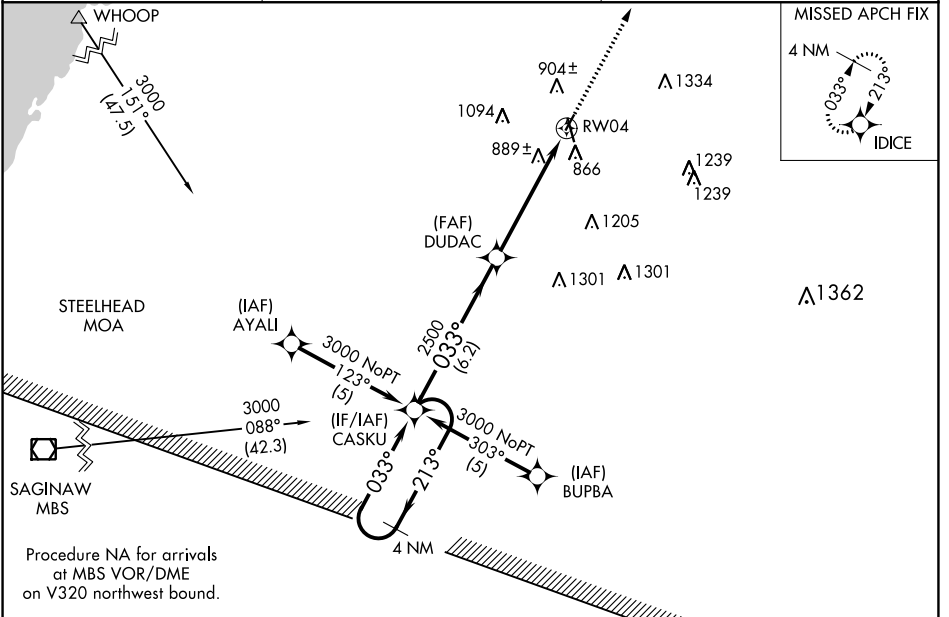 WHOOP
3000
151°
(47.5)
MISSED APCH FIX
4 NM
033°
213°
IDICE
904±
1334
1094
RW04
889±
866
1239
1239
(FAF)
DUDAC
1205
1301
1301
1362
STEELHEAD
MOA
(IAF)
AYALI
3000 NoPT
123°
(5)
2500
033°
(6.2)
3000
088°
(42.3)
(IF/IAF)
CASKU
3000 NoPT
303°
(5)
(IAF)
BUPBA
033°
213°
4 NM
SAGINAW
MBS
Procedure NA for arrivals
at MBS VOR/DME
on V320 northwest bound.